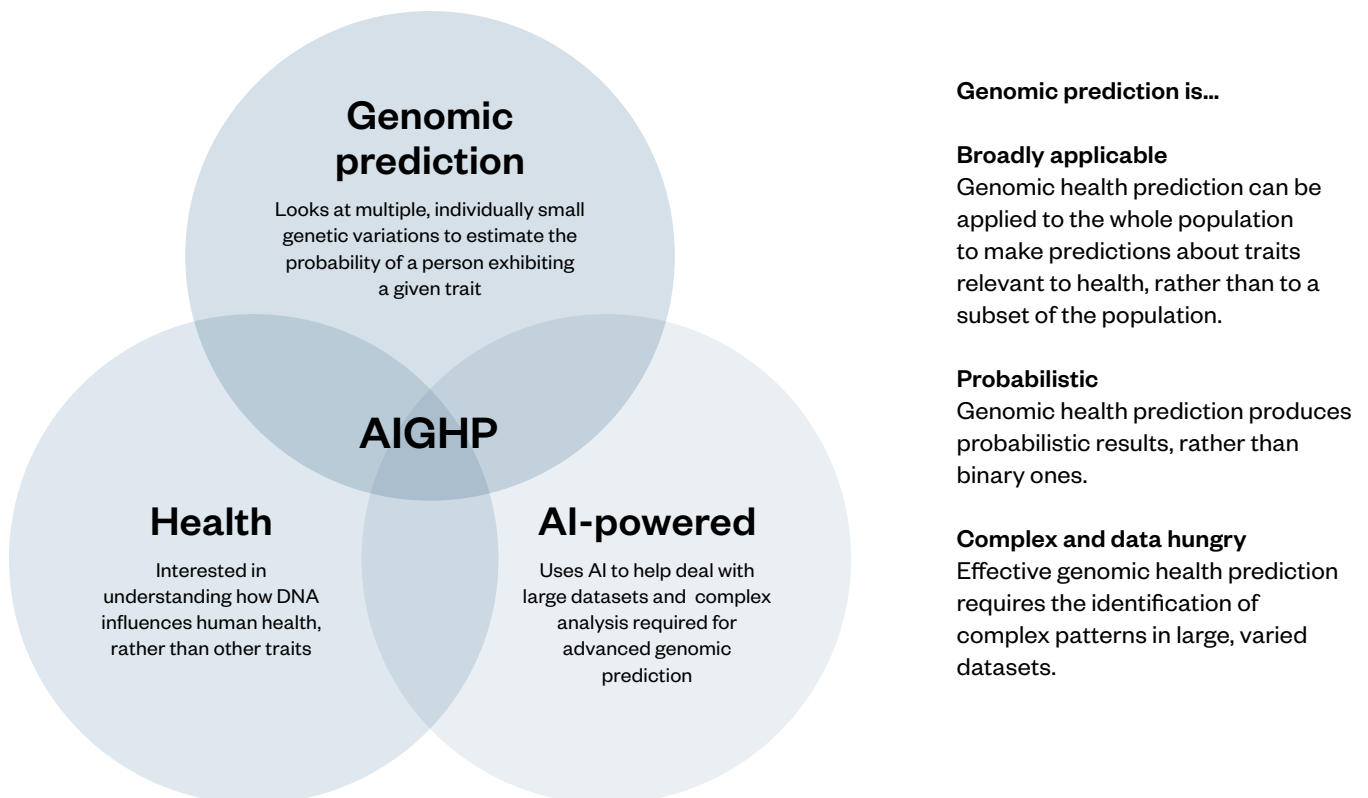 Genomic
prediction
Looks at multiple, individually small
genetic variations to estimate the
probability of a person exhibiting
a given trait
AIGHP
Health
Interested in
understanding how DNA
influences human health,
rather than other traits
AI-powered
Uses AI to help deal with
large datasets and  complex
analysis required for
advanced genomic
prediction
Genomic prediction is...
Broadly applicable
Genomic health prediction can be
applied to the whole population
to make predictions about traits
relevant to health, rather than to a
subset of the population.
Probabilistic
Genomic health prediction produces
probabilistic results, rather than
binary ones.
Complex and data hungry
Effective genomic health prediction
requires the identification of
complex patterns in large, varied
datasets.